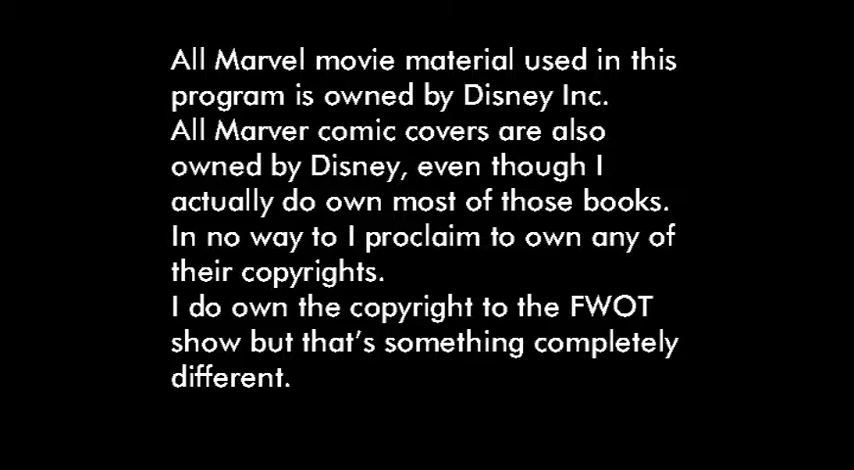 All Marvel movie material used in this
program is owned by Disney Inc.
All Marver comic covers are also
owned by Disney, even though I
actually do own most of those books.
In no way to I proclaim to own any of
their copyrights.
I do own the copyright to the FWOT
show but that's something completely
different.